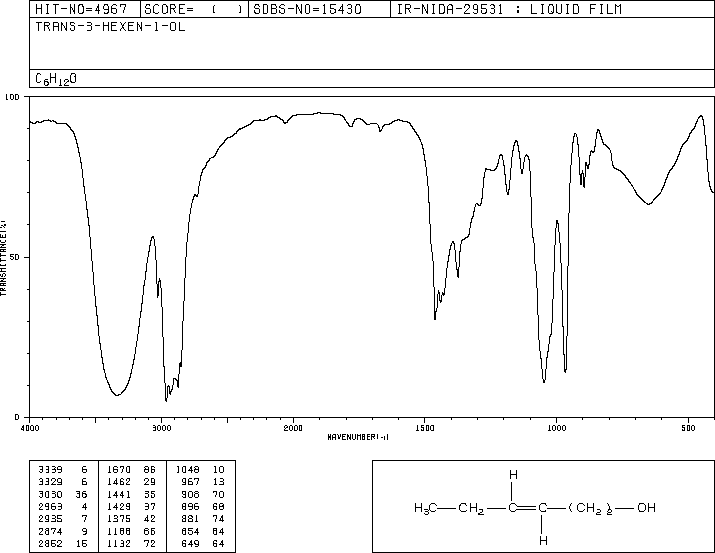 HIT-NO=4967 SCORE= ( ) SDBS-NO=15430 IR-NIDA-29531 : LIQUID FILM
TRANS-3-HEXEN-1-OL
C6H12O
100
50
0
TRANSMITTANCE(%)
4000 3000 2000 1500 1000 500
WAVENUMBER(-1)
3339 6 1670 86 1048 10
3329 6 1462 29 967 13
3030 36 1441 35 908 70
2963 4 1429 37 896 68
2935 7 1375 42 881 74
2874 9 1188 66 854 84
2862 15 1132 72 649 64
H
H3C CH2 C C (CH2)2 OH
H